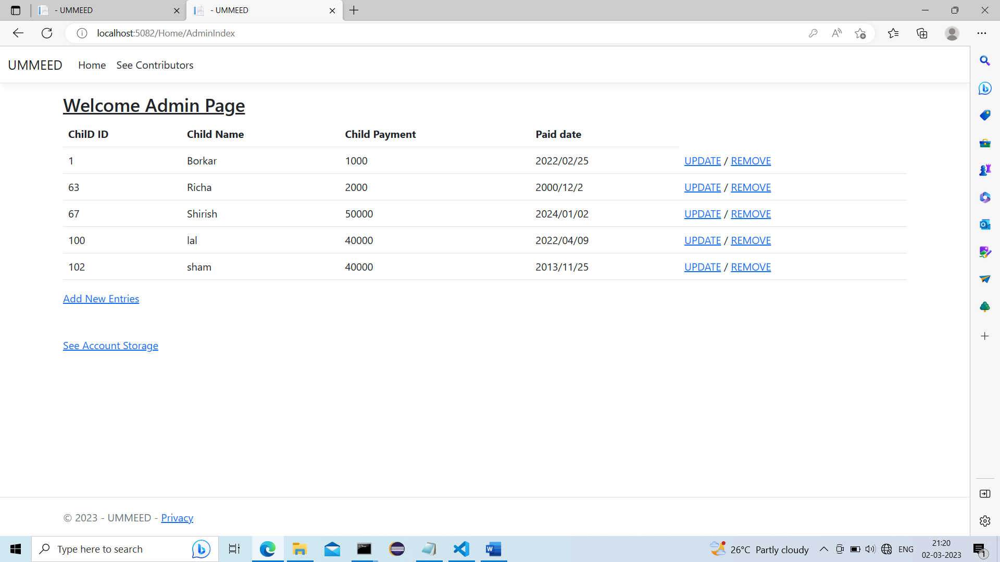 - UMMEED
- UMMEED
localhost:5082/Home/AdminIndex
UMMEED Home See Contributors
Welcome Admin Page
ChilD ID Child Name Child Payment Paid date
1 Borkar 1000 2022/02/25 UPDATE / REMOVE
63 Richa 2000 2000/12/2 UPDATE / REMOVE
67 Shirish 50000 2024/01/02 UPDATE / REMOVE
100 lal 40000 2022/04/09 UPDATE / REMOVE
102 sham 40000 2013/11/25 UPDATE / REMOVE
Add New Entries
See Account Storage
© 2023 - UMMEED - Privacy
Type here to search
26°C Partly cloudy
ENG
21:20
02-03-2023
1